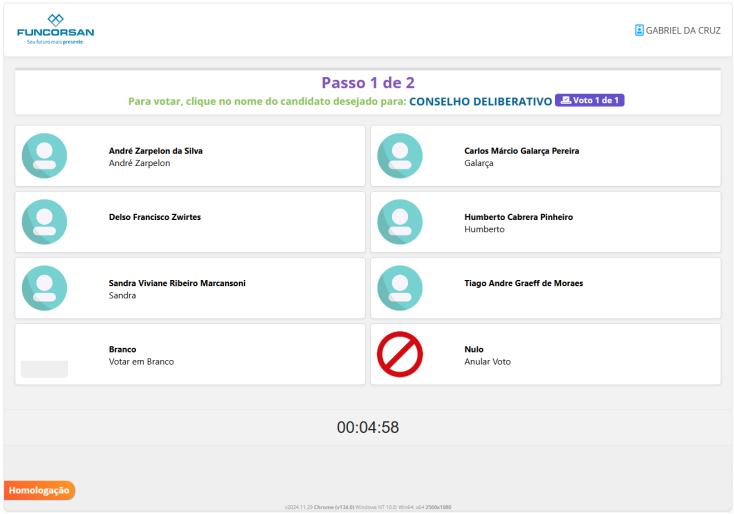 FUNCORSAN
Seu futuro mais presente
GABRIEL DA CRUZ
Passo 1 de 2
Para votar, clique no nome do candidato desejado para: CONSELHO DELIBERATIVO Voto 1 de 1
André Zarpelon da Silva
André Zarpelon
Carlos Márcio Galarça Pereira
Galarça
Delso Francisco Zwirtes
Humberto Cabrera Pinheiro
Humberto
Sandra Viviane Ribeiro Marcansoni
Sandra
Tiago Andre Graeff de Moraes
Branco
Votar em Branco
Nulo
Anular Voto
00:04:58
Homologação
v2024.11.29 Chrome (v134.0) Windows NT 10.0; Win64; x64 2560x1080